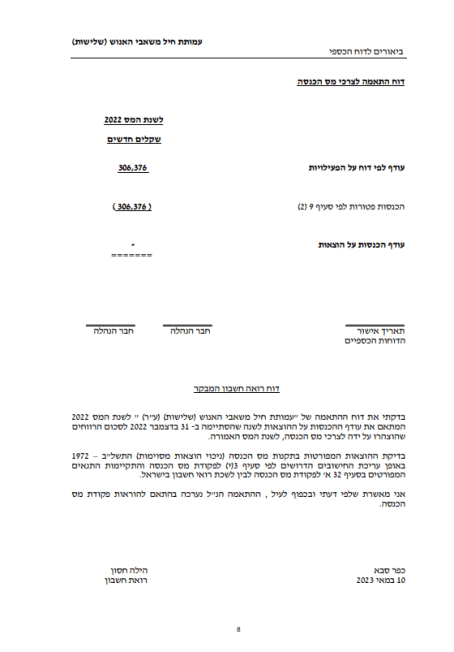 עמותת חיל משאבי האנוש (שלישות)
ביאורים לדוח הכספי
דוח התאמה לצרכי מס הכנסה
לשנת המס 2022
שקלים חדשים
עודף לפי דוח על הפעילויות 306,376
הכנסות פטורות לפי סעיף 9 (2) ( 306,376 )
עודף הכנסות על הוצאות -
=======
תאריך אישור חבר הנהלה חבר הנהלה
הדוחות הכספיים
דוח רואה חשבון המבקר
בדקתי את דוח ההתאמה של "עמותת חיל משאבי האנוש (שלישות) (ע"ר) " לשנת המס 2022
המתאם את עודף ההכנסות על ההוצאות לשנה שהסתיימה ב- 31 בדצמבר 2022 לסכום הרווחים
שהוצהרו על ידה לצרכי מס הכנסה, לשנת המס האמורה.
בדיקת ההוצאות המפורטות בתקנות מס הכנסה (ניכוי הוצאות מסוימות) התשל"ב – 1972
באופן עריכת החישובים הדרושים לפי סעיף 3(י) לפקודת מס הכנסה והתקיימות התנאים
המפורטים בסעיף 32 א' לפקודת מס הכנסה לבין לשכת רואי חשבון בישראל.
אני מאשרת שלפי דעתי ובכפוף לעיל , ההתאמה הנ"ל נערכה בהתאם להוראות פקודת מס
הכנסה.
כפר סבא הילה חסון
10 במאי 2023 רואת חשבון
8